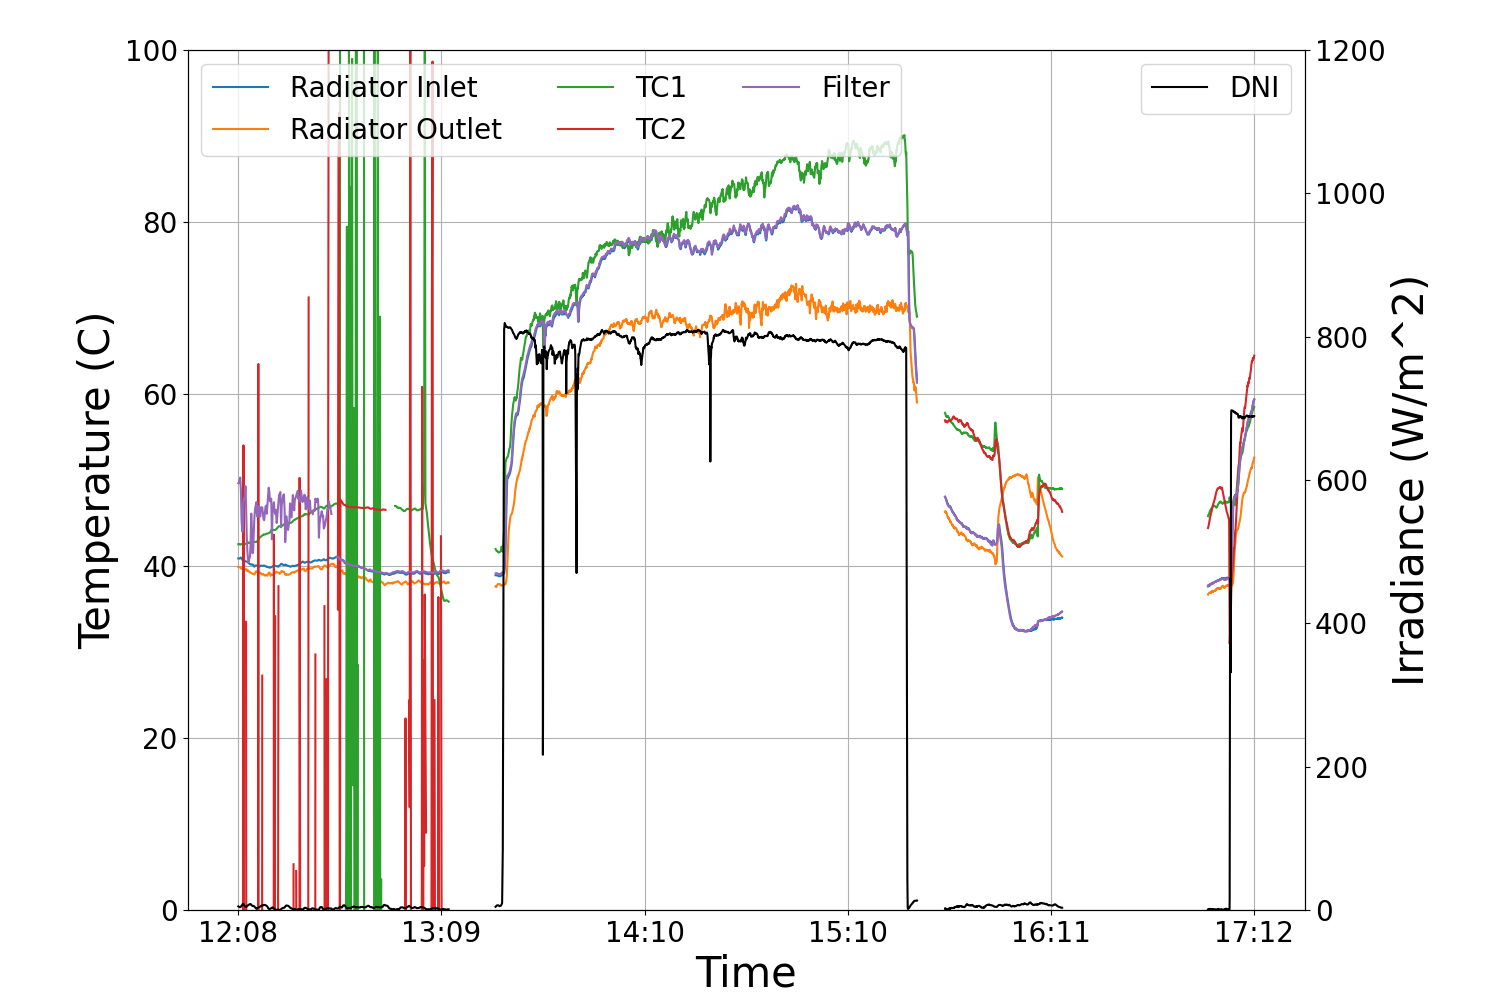 100
80
60
40
20
0
Temperature (C)
Radiator Inlet
Radiator Outlet
TC1
TC2
Filter
DNI
1200
1000
800
600
400
200
0
Irradiance (W/m^2)
12:08 13:09 14:10 15:10 16:11 17:12
Time